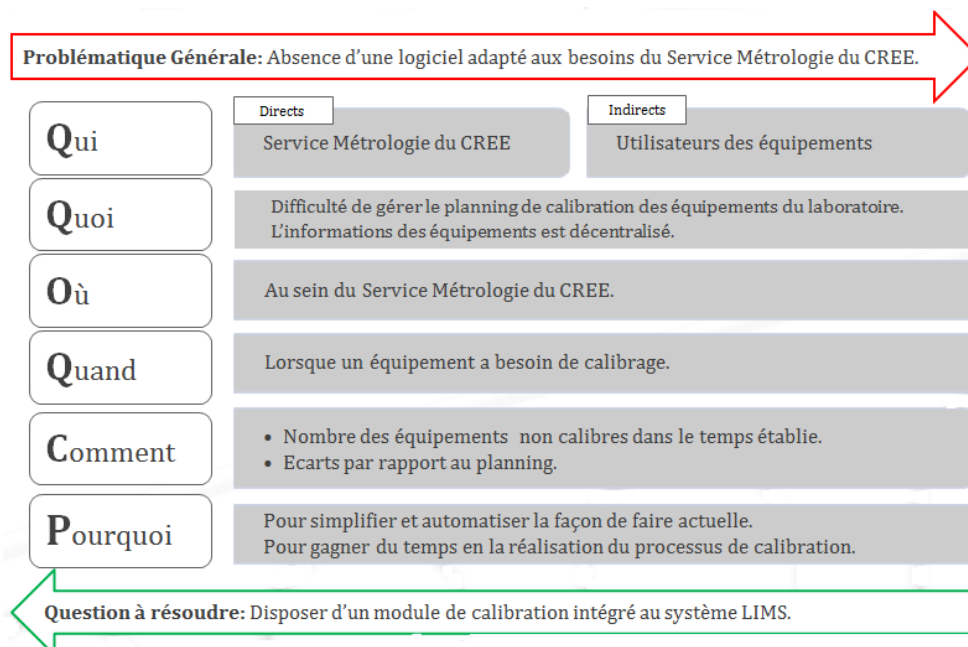 Problématique Générale: Absence d'une logiciel adapté aux besoins du Service Métrologie du CREE.
Qui
Directs
Service Métrologie du CREE
Indirects
Utilisateurs des équipements
Quoi
Difficulté de gérer le planning de calibration des équipements du laboratoire.
L'informations des équipements est décentralisé.
Où
Au sein du Service Métrologie du CREE.
Quand
Lorsque un équipement a besoin de calibrage.
Comment
• Nombre des équipements non calibres dans le temps établie.
• Ecarts par rapport au planning.
Pourquoi
Pour simplifier et automatiser la façon de faire actuelle.
Pour gagner du temps en la réalisation du processus de calibration.
Question à résoudre: Disposer d'un module de calibration intégré au système LIMS.